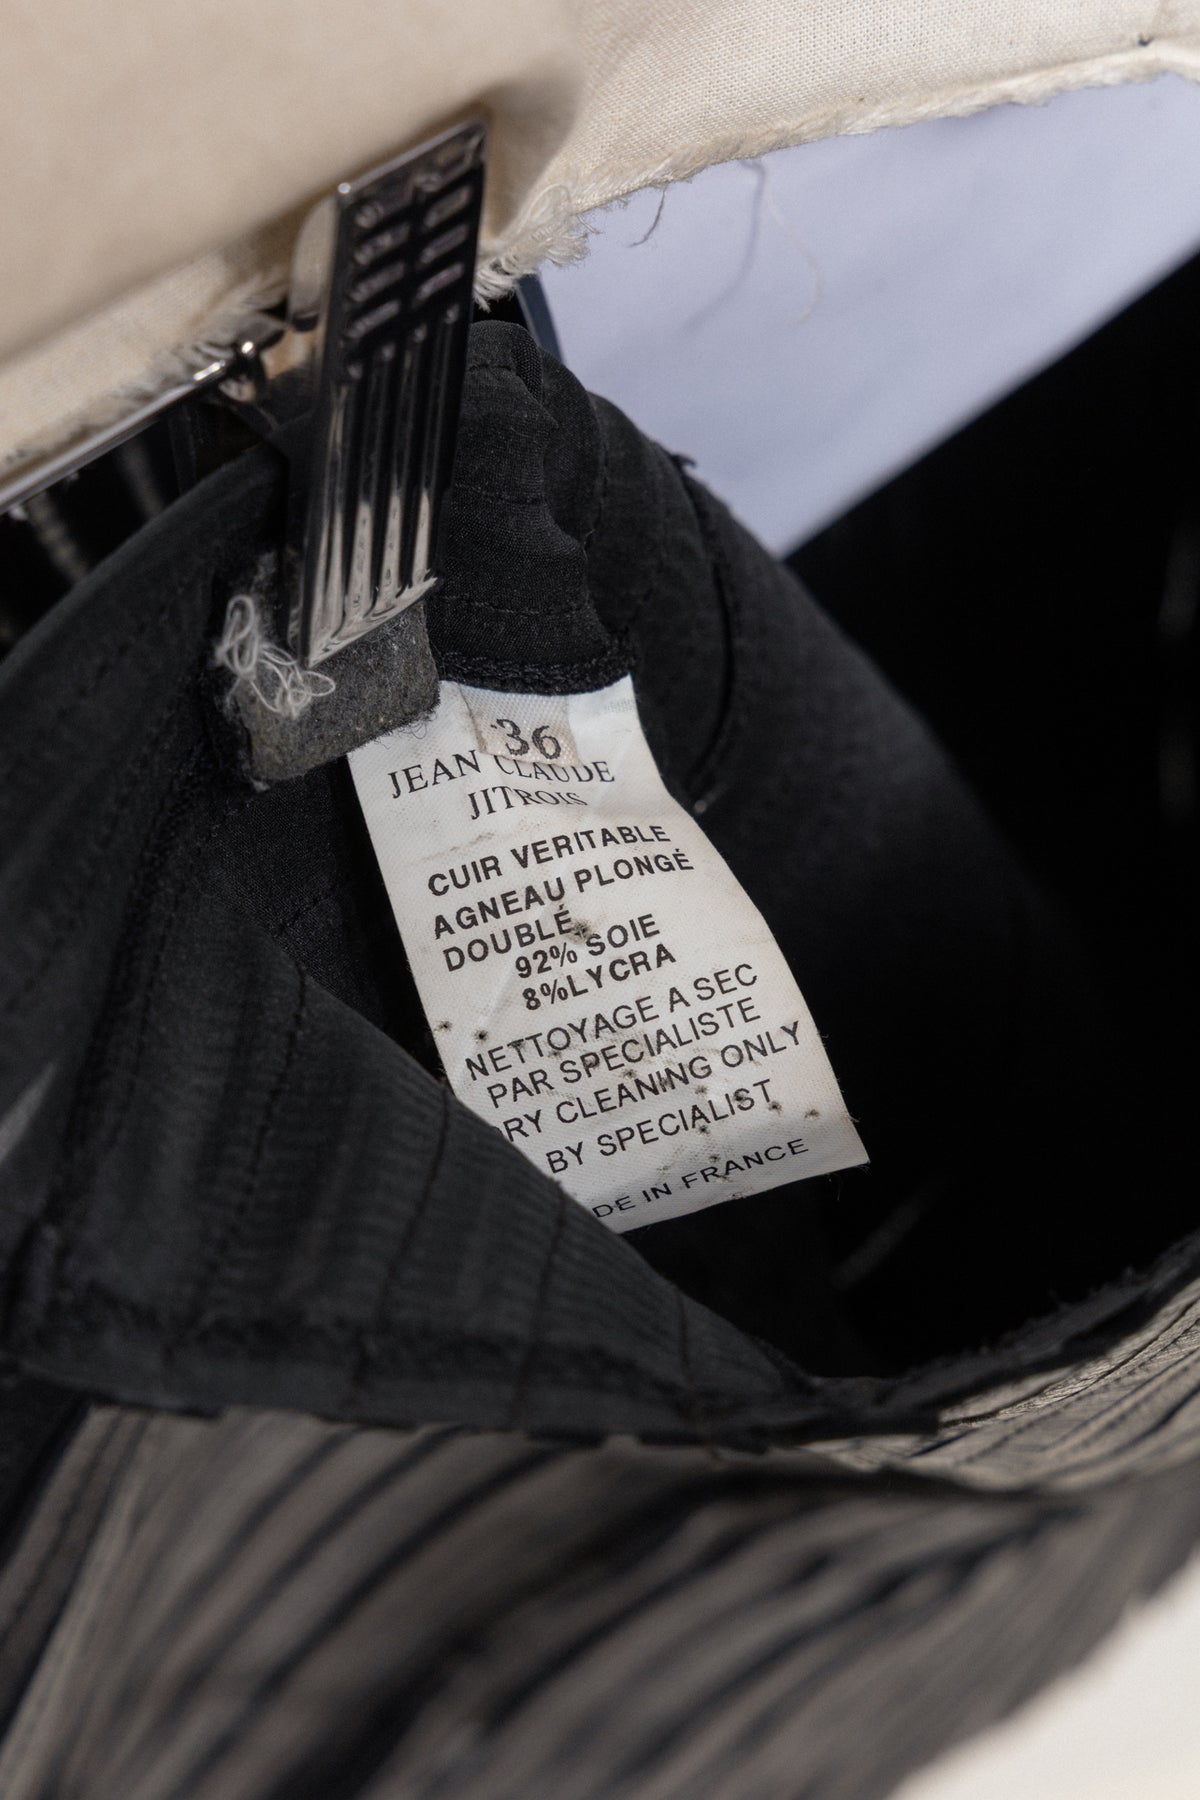 36
JEAN CLAUDE
JITROIS
CUIR VERITABLE
AGNEAU PLONGÉ
DOUBLÉ
92% SOIE
8%LYCRA
NETTOYAGE A SEC
PAR SPECIALISTE
DRY CLEANING ONLY
BY SPECIALIST
DE IN FRANCE